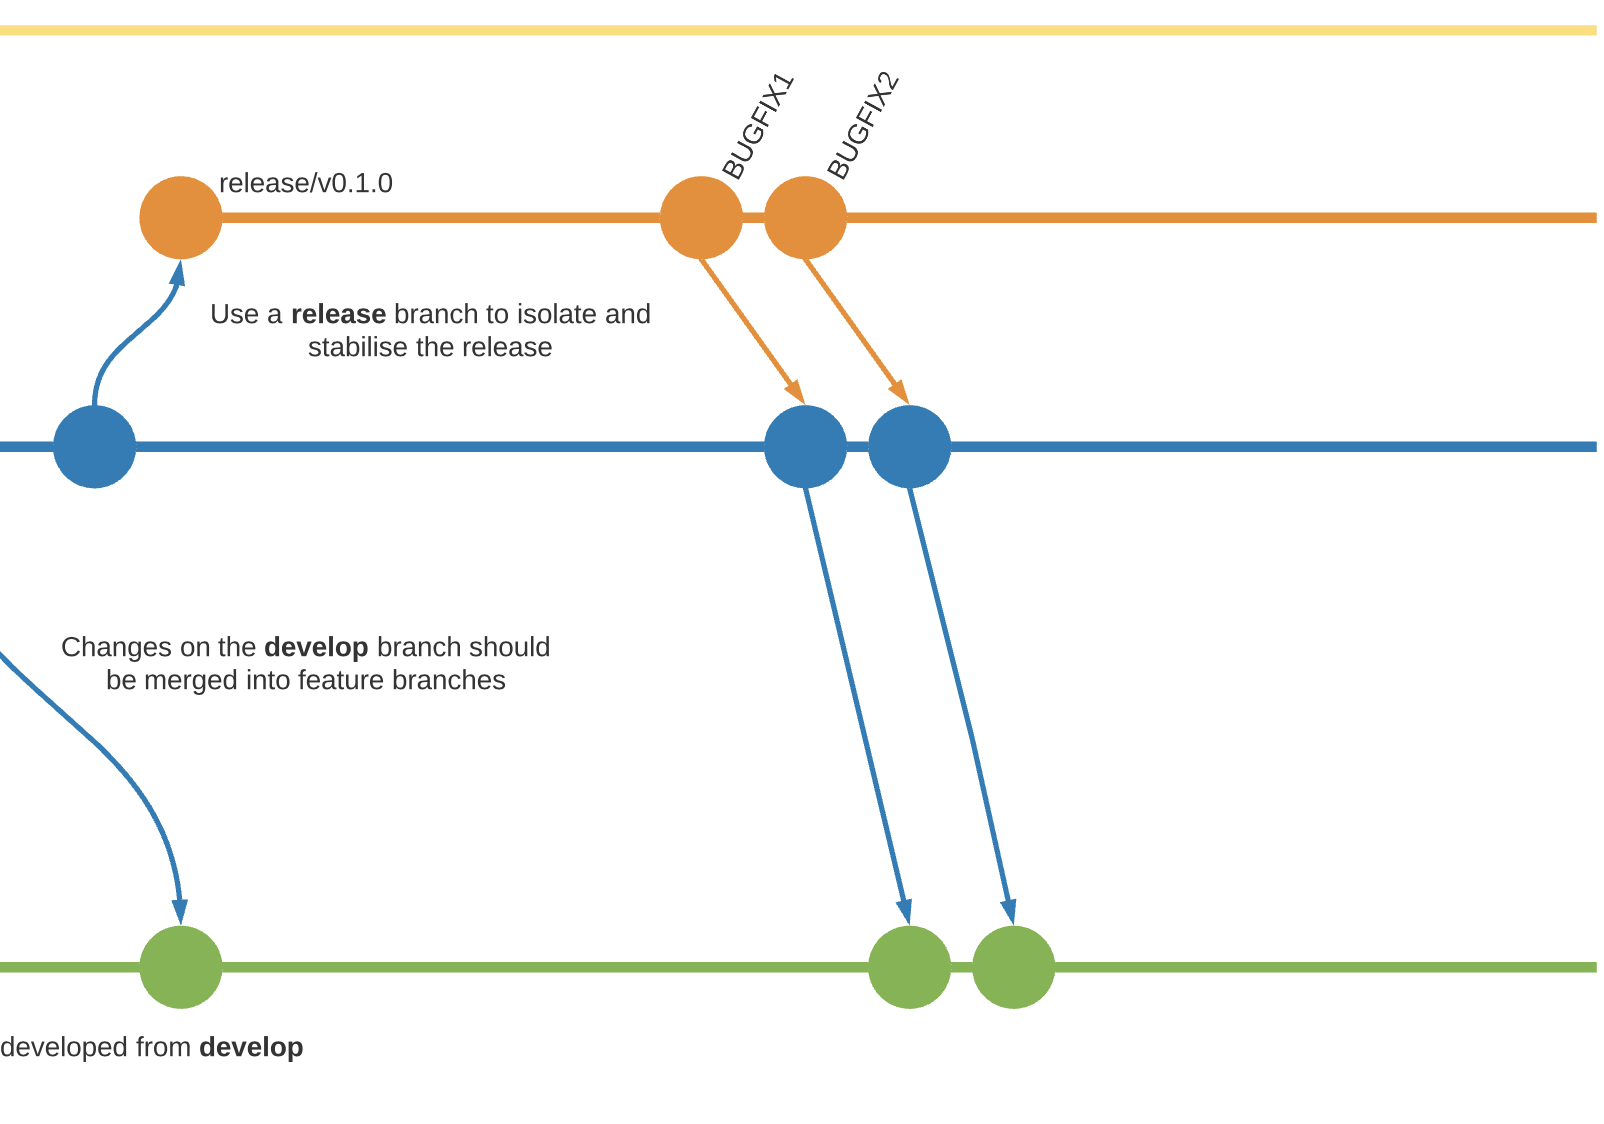 BUGFIX1
BUGFIX2
release/v0.1.0
Use a release branch to isolate and
stabilise the release
Changes on the develop branch should
be merged into feature branches
developed from develop